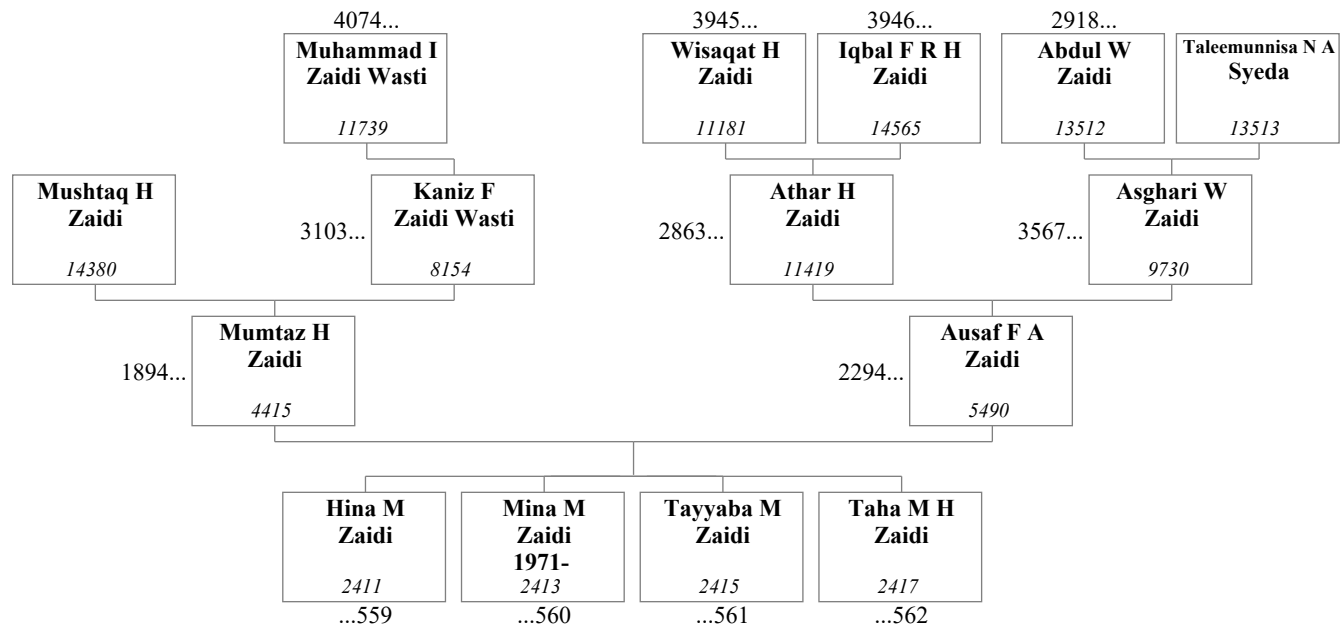 4074...
Muhammad I
Zaidi Wasti
11739
3945...
Wisaqat H
Zaidi
11181
3946...
Iqbal F R H
Zaidi
14565
2918...
Abdul W
Zaidi
13512
Taleemunnisa N A
Syeda
13513
Mushtaq H
Zaidi
14380
3103...
Kaniz F
Zaidi Wasti
8154
2863...
Athar H
Zaidi
11419
3567...
Asghari W
Zaidi
9730
1894...
Mumtaz H
Zaidi
4415
2294...
Ausaf F A
Zaidi
5490
Hina M
Zaidi
2411
...559
Mina M
Zaidi
1971-
2413
...560
Tayyaba M
Zaidi
2415
...561
Taha M H
Zaidi
2417
...562